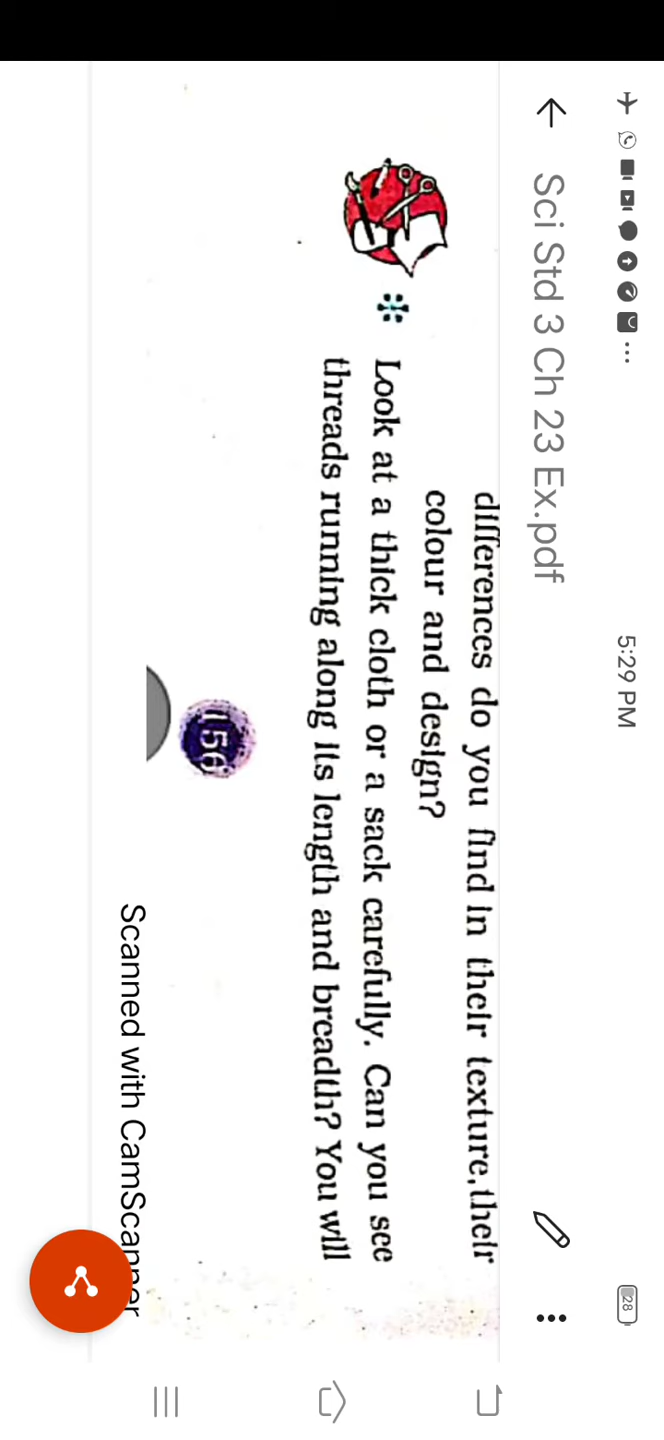 5:29 PM
28
Sci Std 3 Ch 23 Ex.pdf
differences do you find in their texture, their
colour and design?
Look at a thick cloth or a sack carefully. Can you see
threads running along its length and breadth? You will
156
Scanned with CamScanner